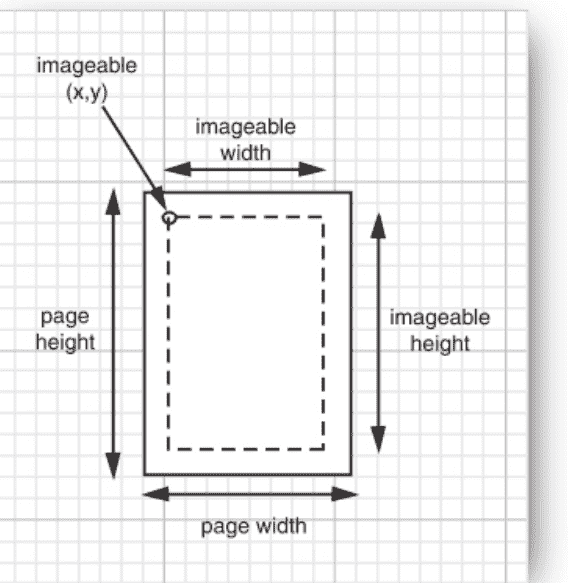 imageable
(x,y)
imageable
width
page
height
imageable
height
page width